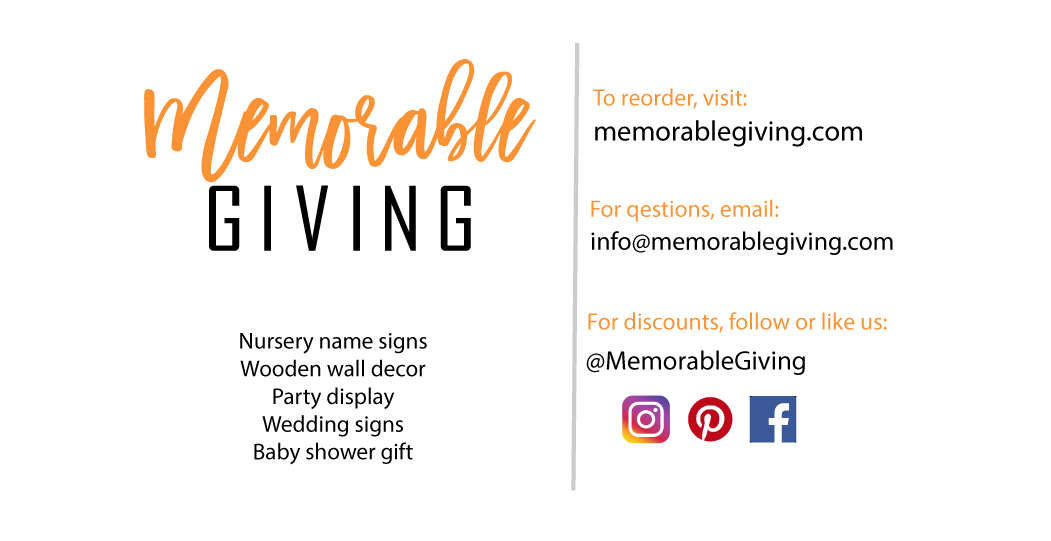 Memorable
GIVING
Nursery name signs
Wooden wall decor
Party display
Wedding signs
Baby shower gift
To reorder, visit:
memorablegiving.com
For qestions, email:
info@memorablegiving.com
For discounts, follow or like us:
@MemorableGiving